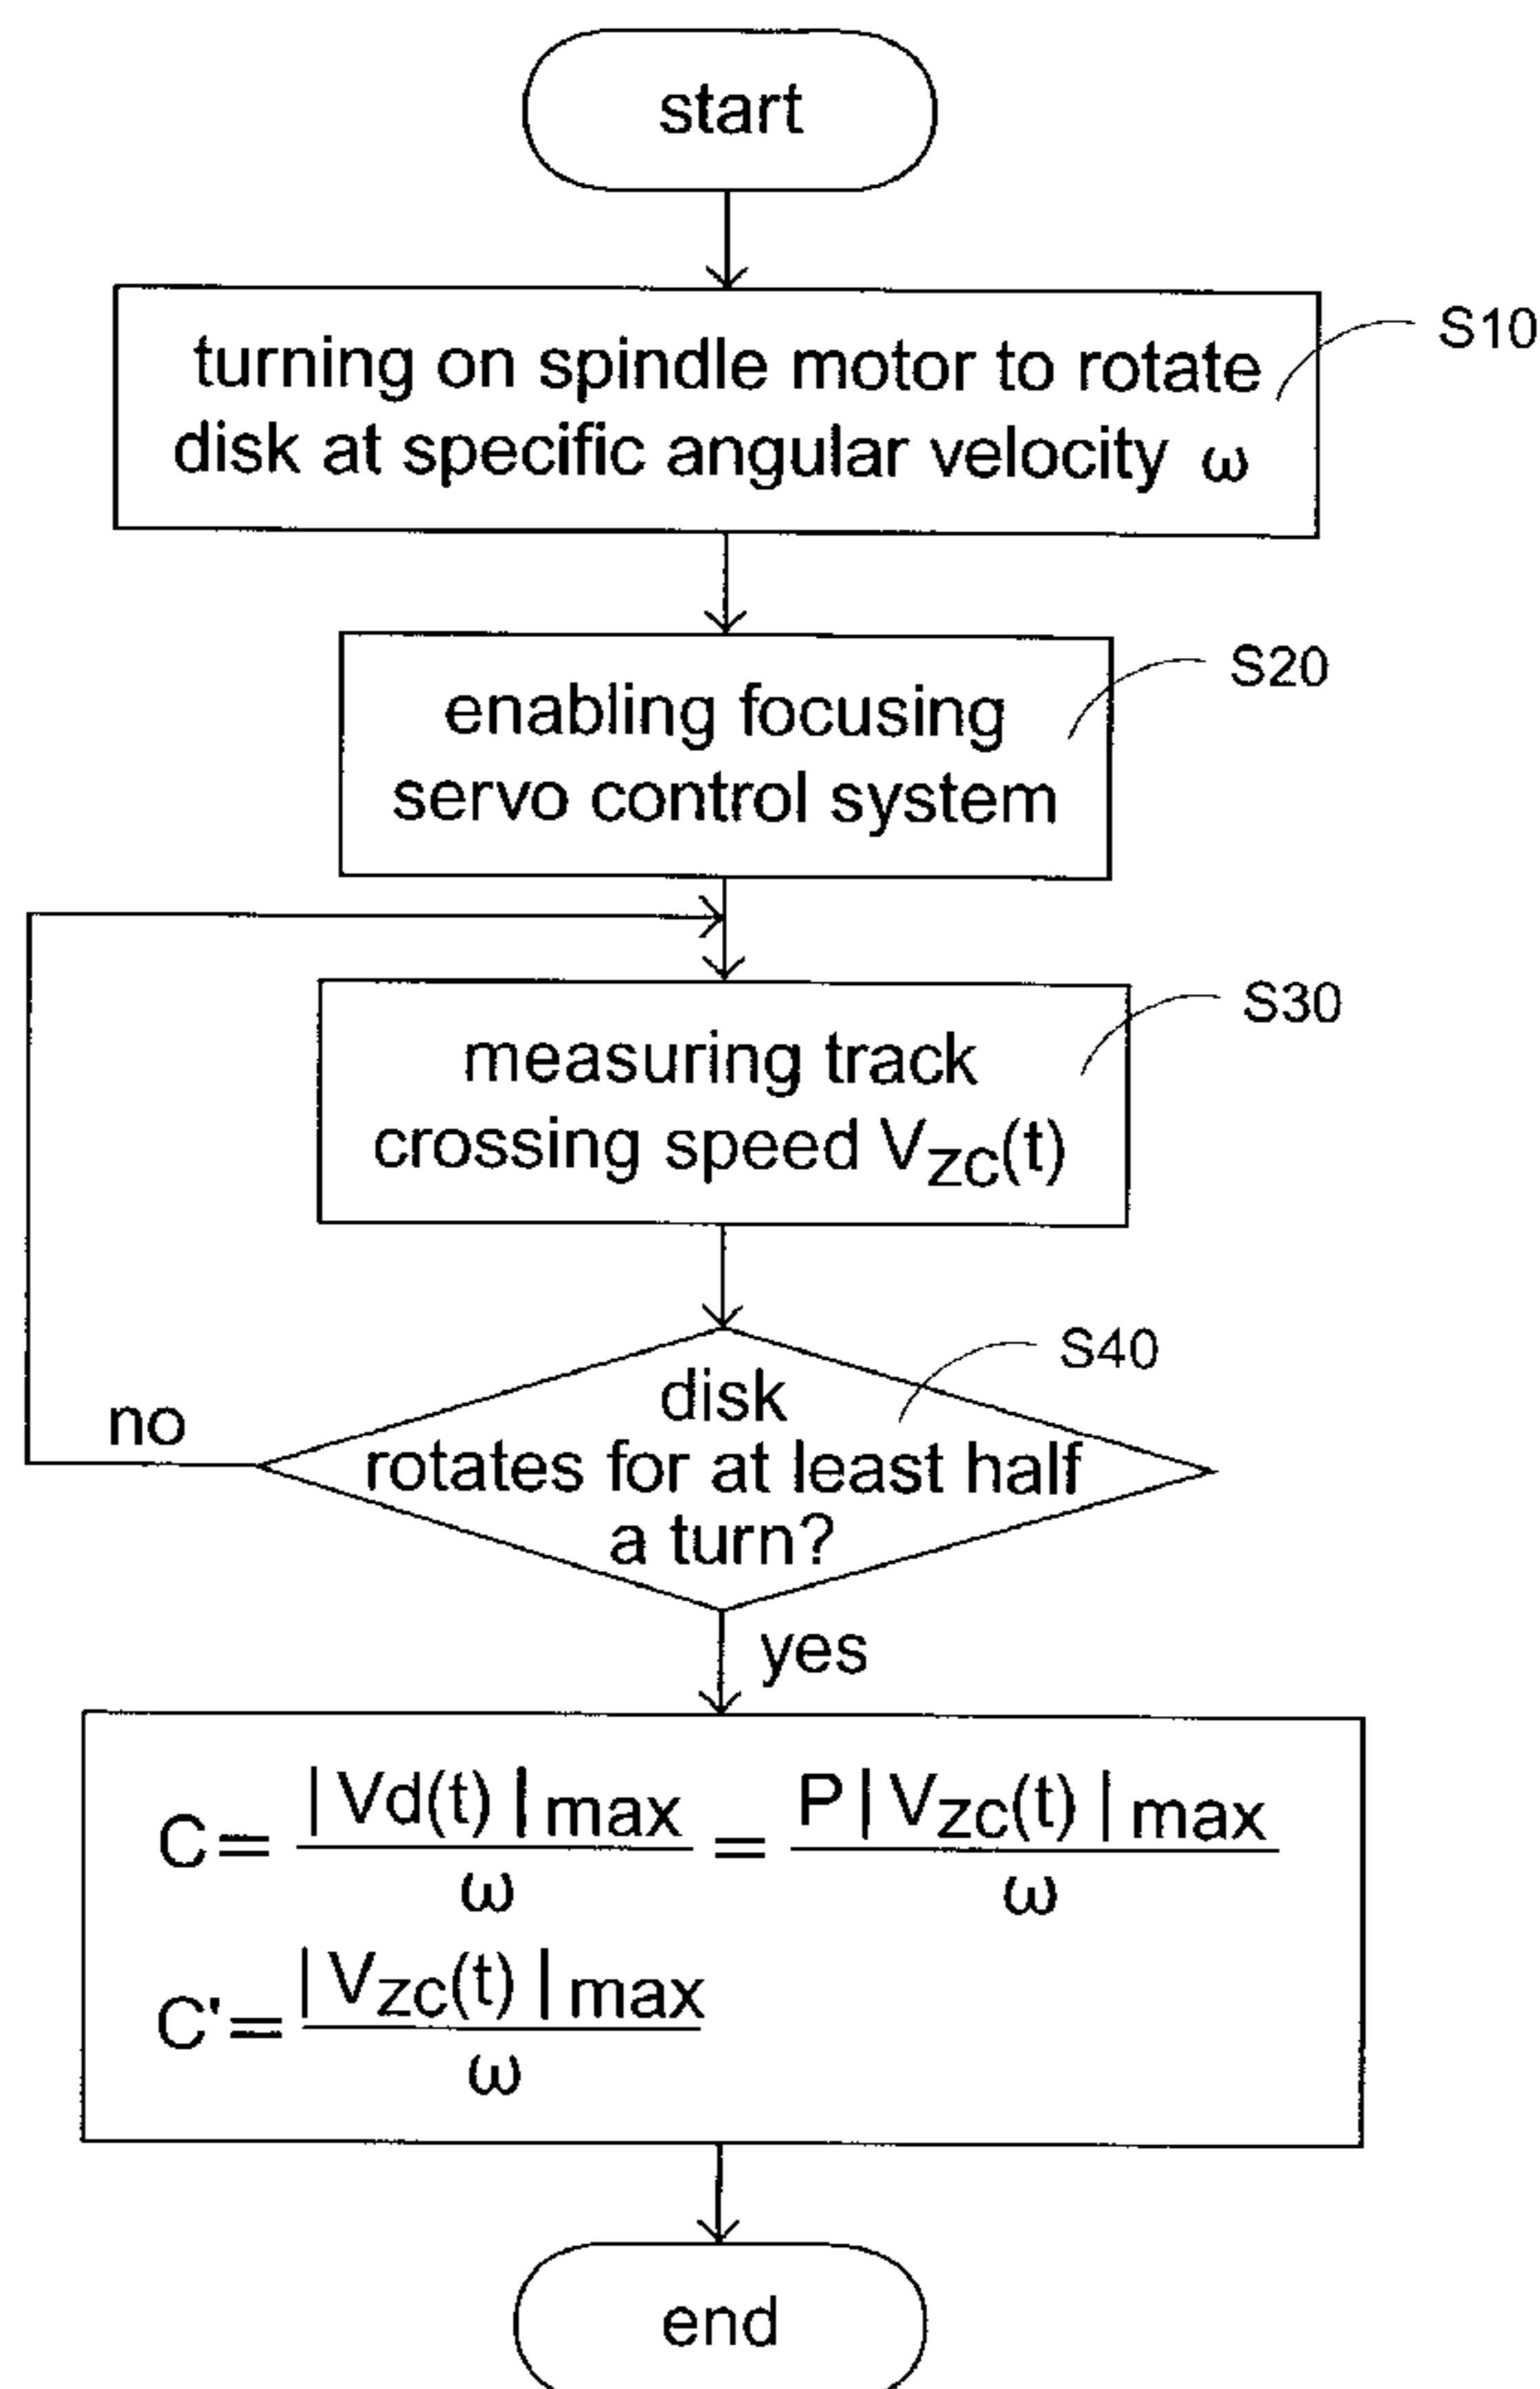 start
turning on spindle motor to rotate
disk at specific angular velocity ω
S10
enabling focusing
servo control system
S20
measuring track
crossing speed VZC(t)
S30
disk
rotates for at least half
a turn?
S40
no
yes
C = |Vd(t)|max / ω = P|VZC(t)|max / ω
C' = |VZC(t)|max / ω
end